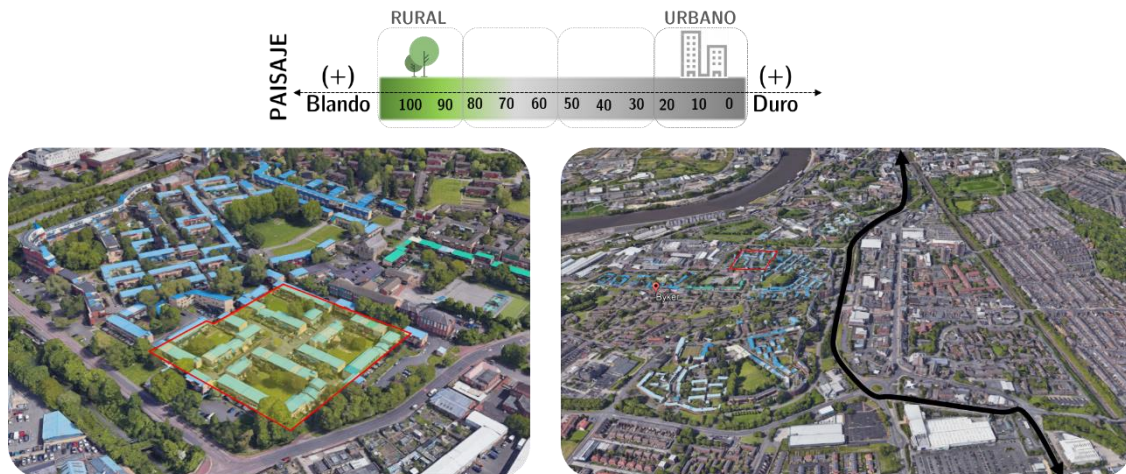 RURAL
URBANO
PAISAJE
(+)
Blando
100 90 80 70 60 50 40 30 20 10 0
(+)
Duro
Byker